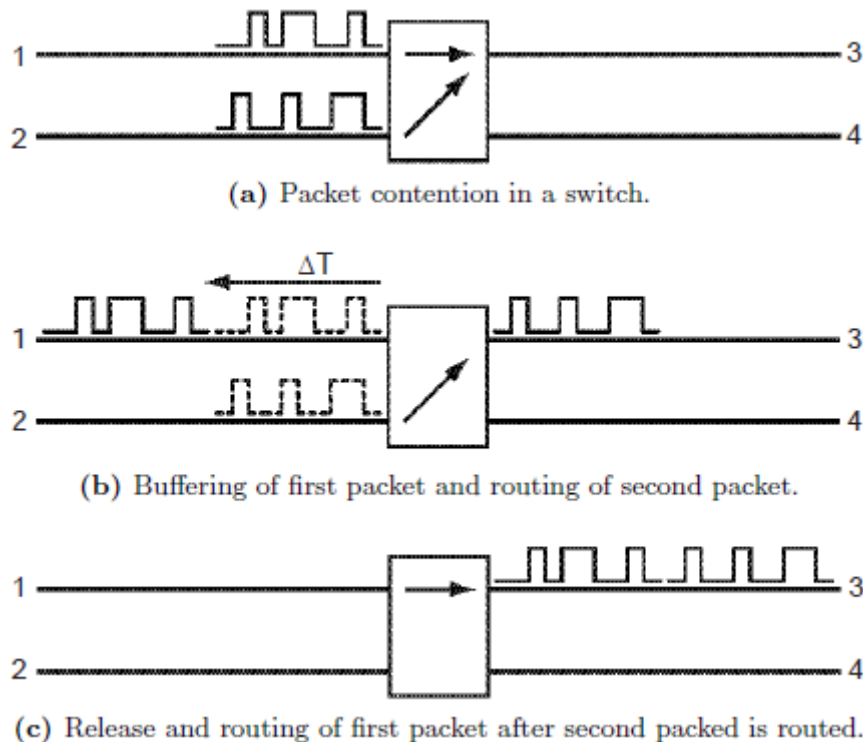 1 3
2 4
(a) Packet contention in a switch.
ΔT
1 3
2 4
(b) Buffering of first packet and routing of second packet.
1 3
2 4
(c) Release and routing of first packet after second packed is routed.